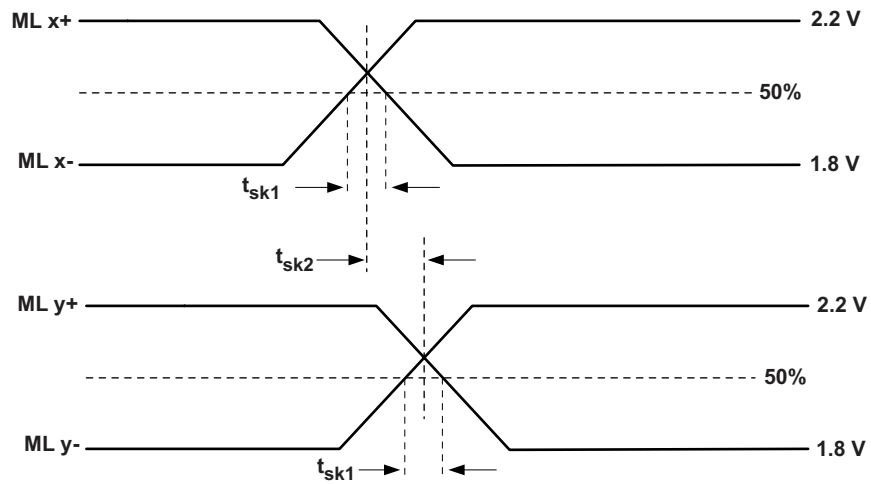 ML x+ 2.2 V
50%
ML x- 1.8 V
tsk1
tsk2
ML y+ 2.2 V
50%
ML y- 1.8 V
tsk1